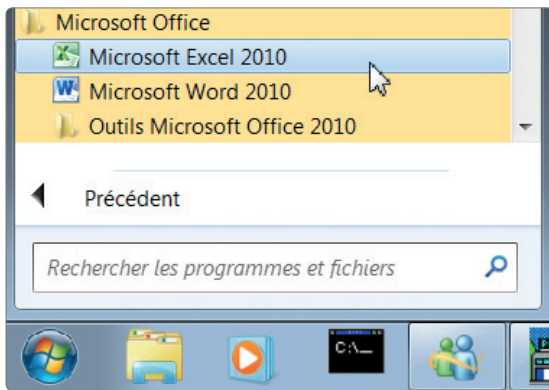 Microsoft Office
Microsoft Excel 2010
Microsoft Word 2010
Outils Microsoft Office 2010
Précédent
Rechercher les programmes et fichiers
C:\_